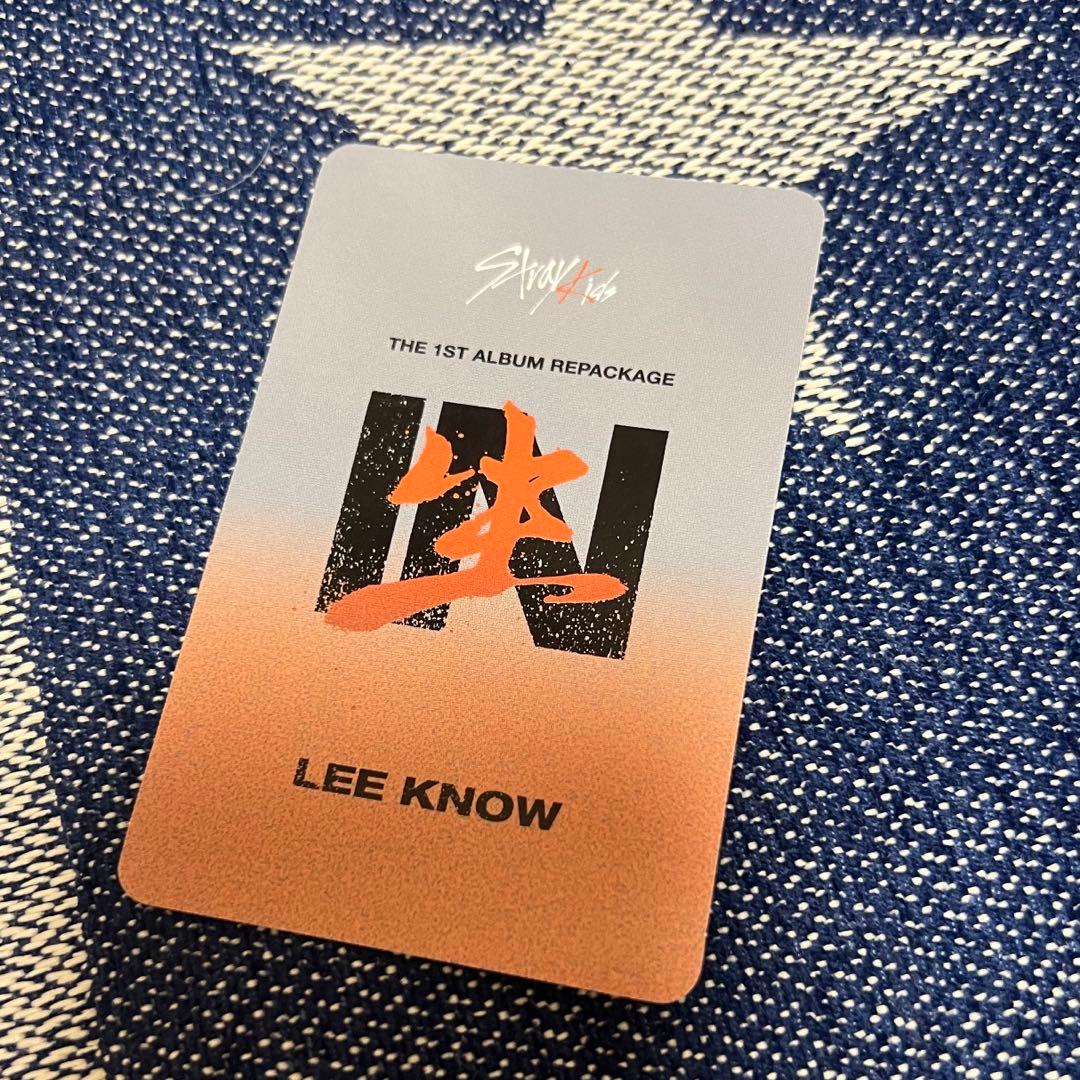 Stray Kids
THE 1ST ALBUM REPACKAGE
IN生
LEE KNOW